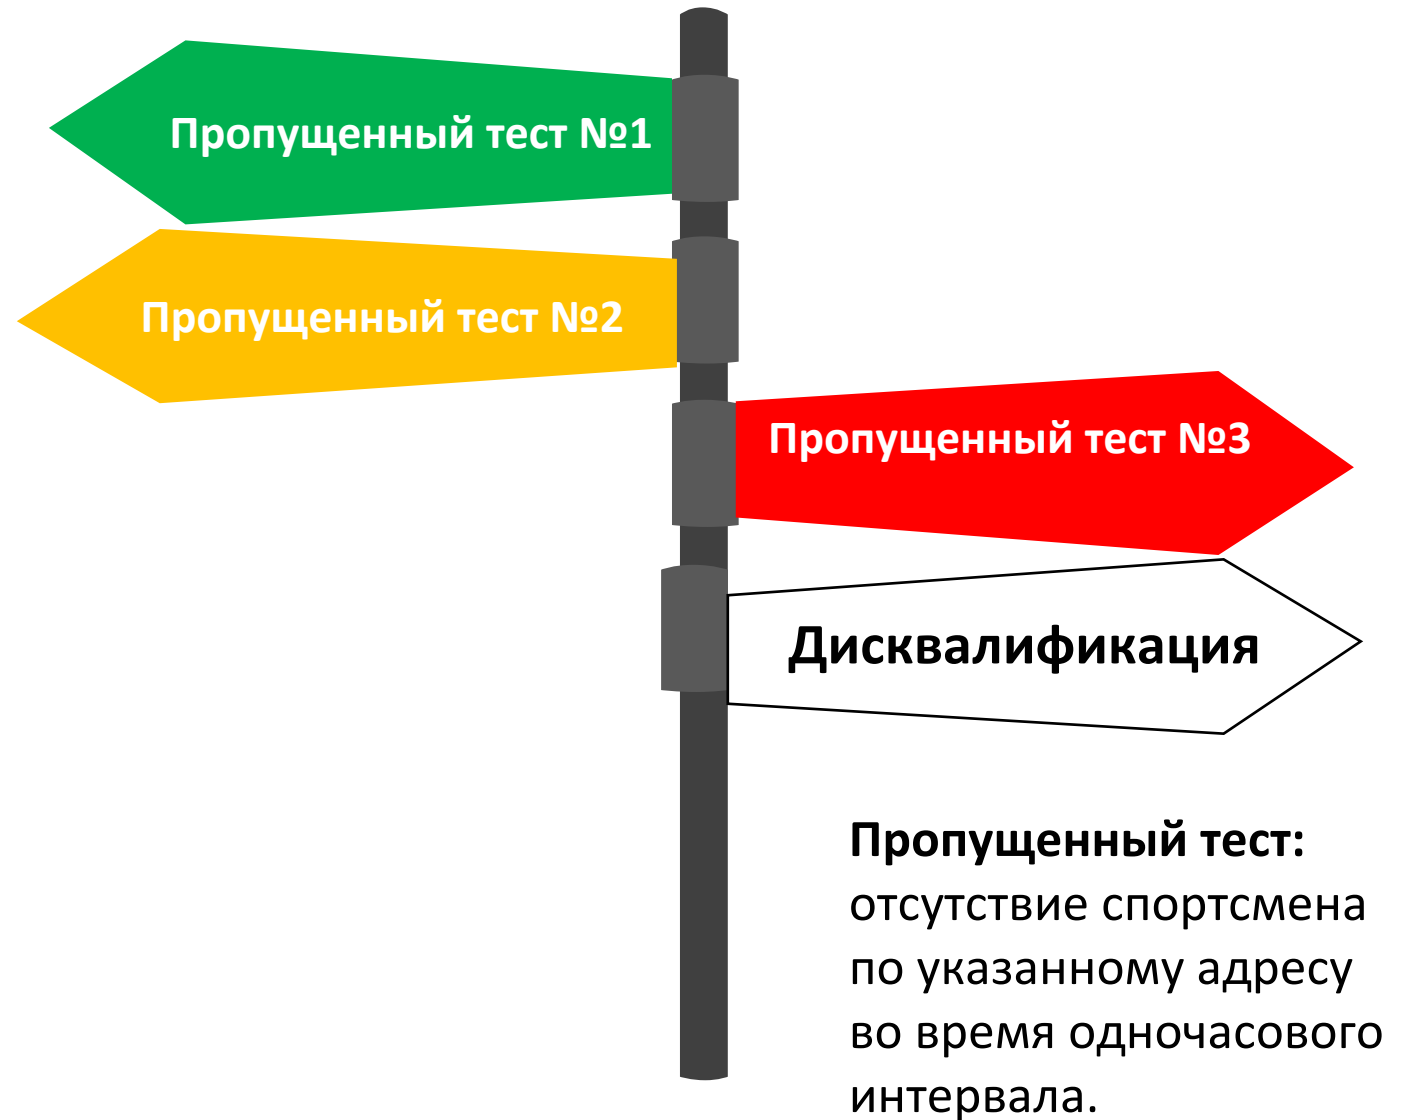 Пропущенный тест №1
Пропущенный тест №2
Пропущенный тест №3
Дисквалификация
Пропущенный тест:
отсутствие спортсмена
по указанному адресу
во время одночасового
интервала.